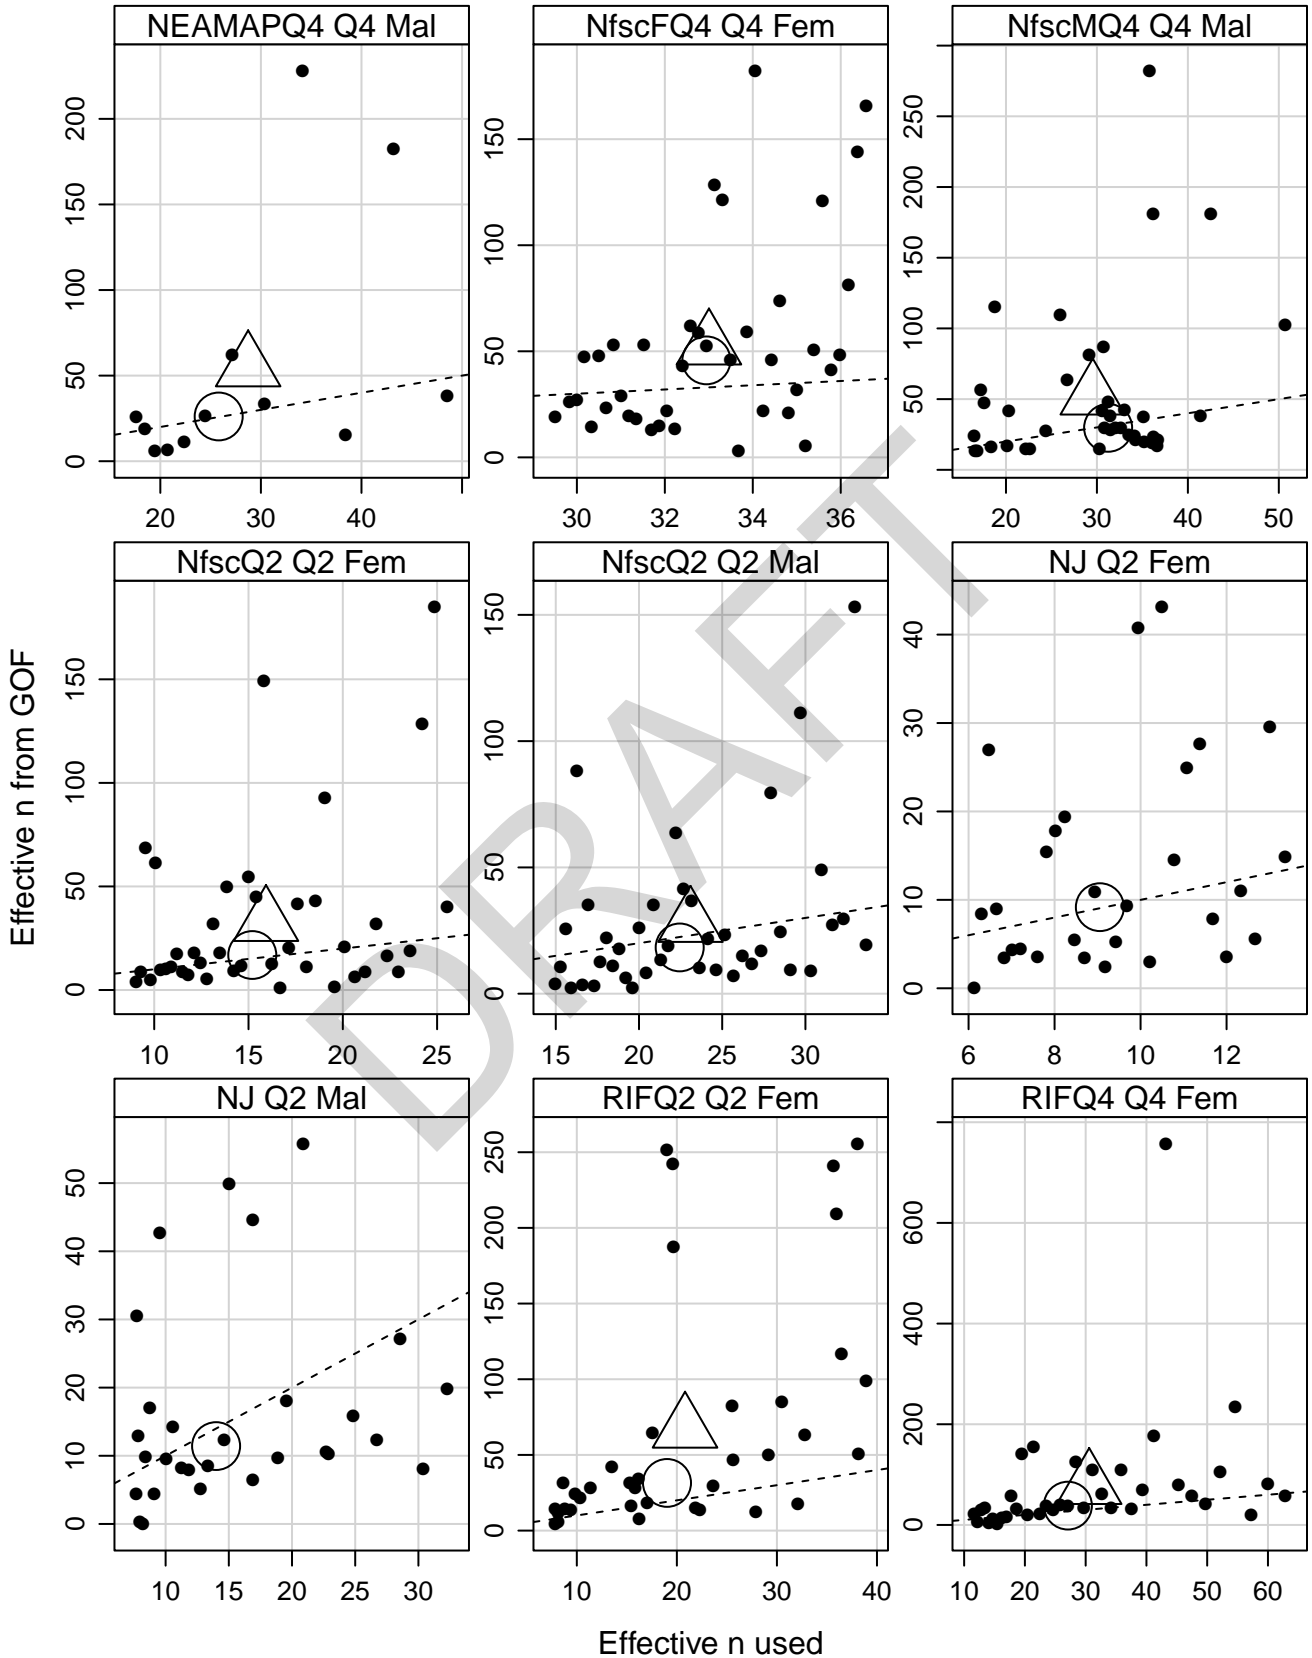 NEAMAPQ4 Q4 Mal
NfscFQ4 Q4 Fem
NfscMQ4 Q4 Mal
0 50 100 150 200
20 30 40
0 50 100 150
30 32 34 36
50 100 150 200 250
20 30 40 50
NfscQ2 Q2 Fem
NfscQ2 Q2 Mal
NJ Q2 Fem
0 50 100 150
10 15 20 25
0 50 100 150
15 20 25 30
0 10 20 30 40
6 8 10 12
NJ Q2 Mal
RIFQ2 Q2 Fem
RIFQ4 Q4 Fem
0 10 20 30 40 50
10 15 20 25 30
0 50 100 150 200 250
10 20 30 40
0 200 400 600
10 20 30 40 50 60
Effective n from GOF
Effective n used
DRAFT